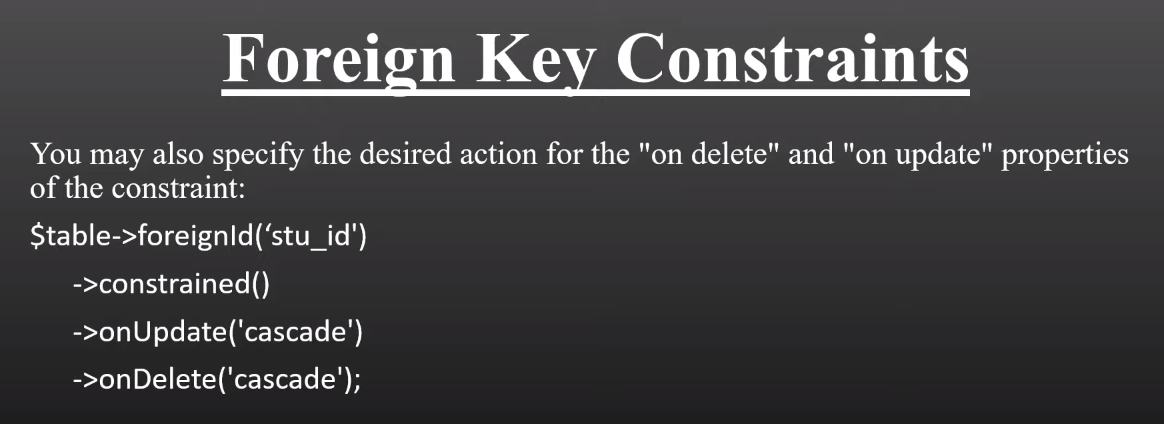 Foreign Key Constraints
You may also specify the desired action for the "on delete" and "on update" properties
of the constraint:
$table->foreignId(‘stu_id')
->constrained()
->onUpdate('cascade')
->onDelete('cascade');